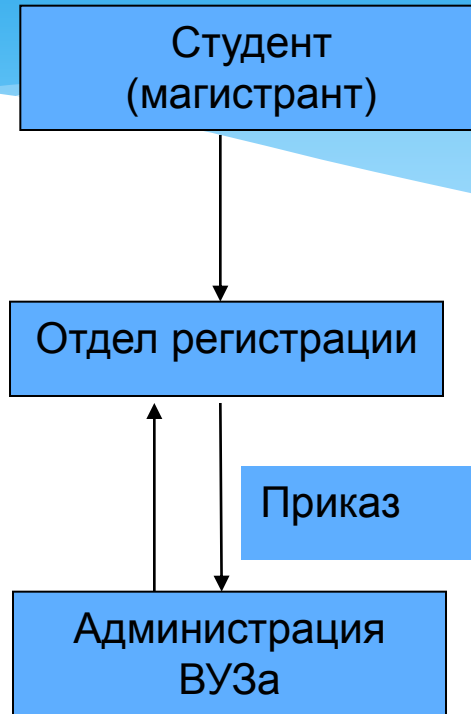 Студент
(магистрант)
Отдел регистрации
Приказ
Администрация
ВУЗа